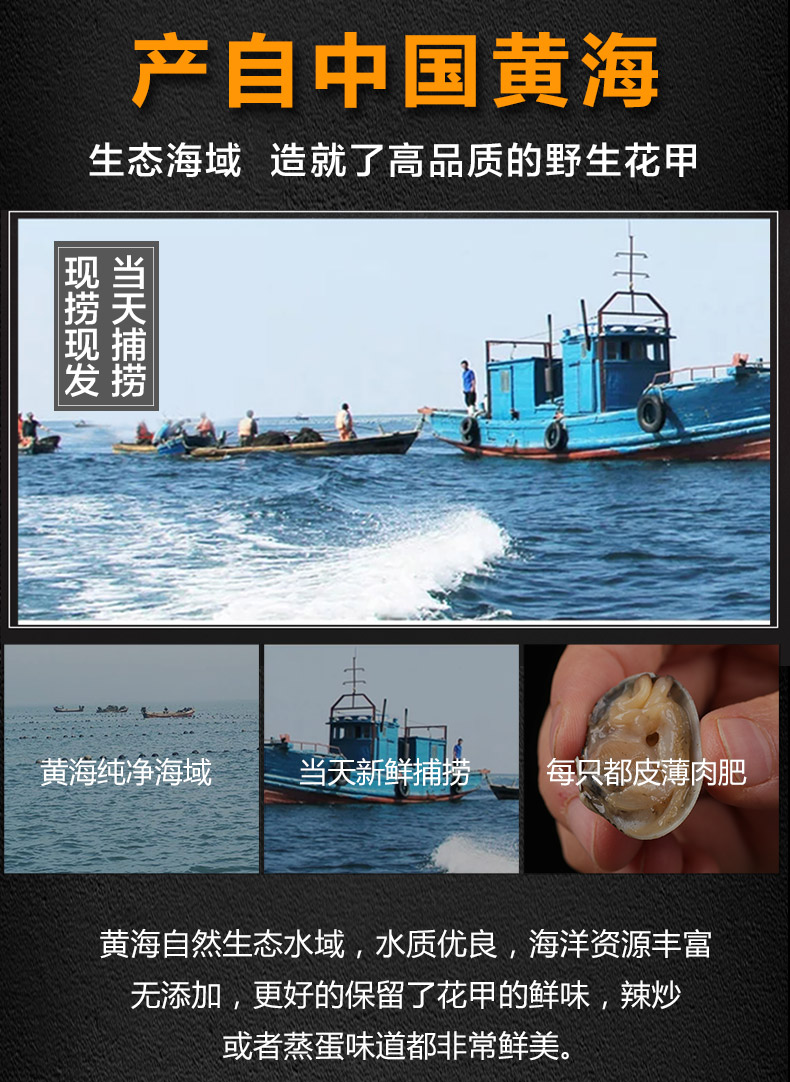 产自中国黄海
生态海域 造就了高品质的野生花甲
当天捕捞
现捞现发
黄海纯净海域
当天新鲜捕捞
每只都皮薄肉肥
黄海自然生态水域，水质优良，海洋资源丰富
无添加，更好的保留了花甲的鲜味，辣炒
或者蒸蛋味道都非常鲜美。